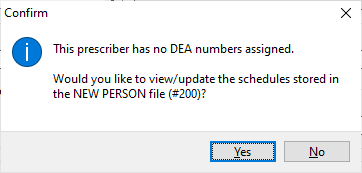 Confirm
This prescriber has no DEA numbers assigned.
Would you like to view/update the schedules stored in
the NEW PERSON file (#200)?
Yes
No